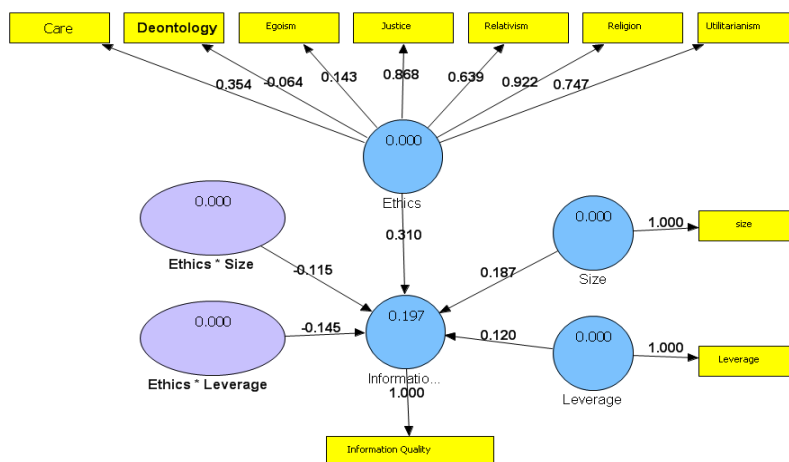 Care
Deontology
Egoism
Justice
Relativism
Religion
Utilitarianism
0.354
-0.064
0.143
0.868
0.639
0.922
0.747
0.000
Ethics
0.310
0.000
Ethics * Size
-0.115
0.000
Size
1.000
size
0.187
0.000
Ethics * Leverage
-0.145
0.197
Informatio...
1.000
0.120
0.000
Leverage
1.000
Leverage
Information Quality